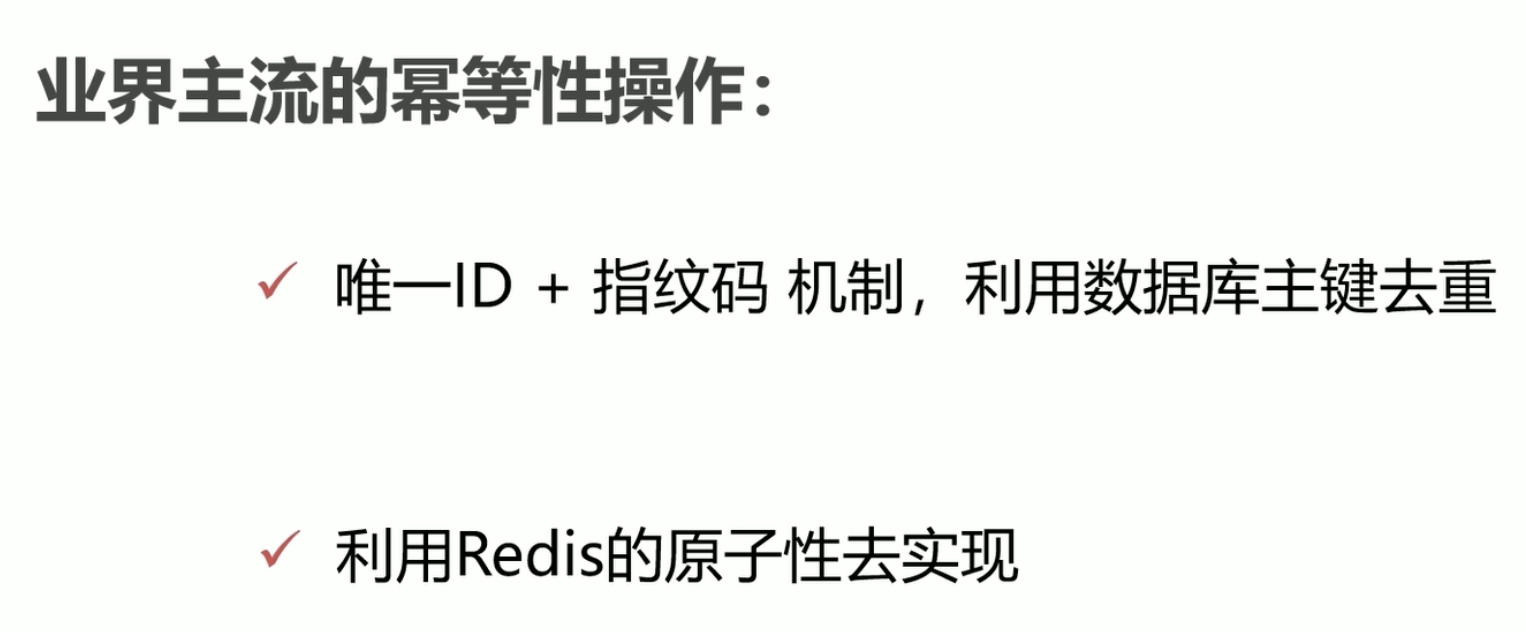 业界主流的幂等性操作：
唯一ID + 指纹码 机制，利用数据库主键去重
利用Redis的原子性去实现